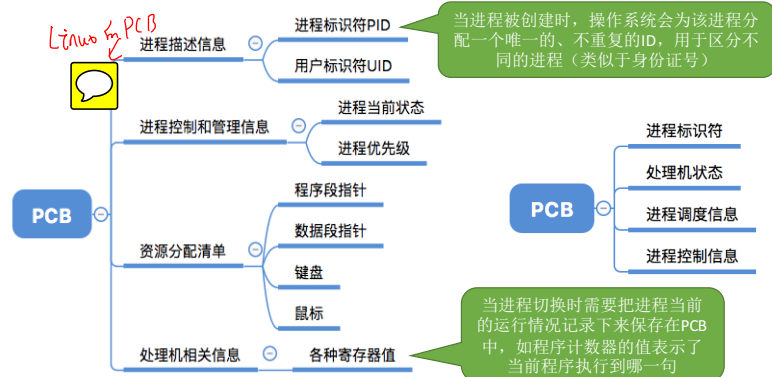 Linux的PCB
进程描述信息
进程标识符PID
用户标识符UID
当进程被创建时，操作系统会为该进程分
配一个唯一的、不重复的ID，用于区分不
同的进程（类似于身份证号）
进程控制和管理信息
进程当前状态
进程优先级
PCB
资源分配清单
程序段指针
数据段指针
键盘
鼠标
处理机相关信息
各种寄存器值
PCB
进程标识符
处理机状态
进程调度信息
进程控制信息
当进程切换时需要把进程当前
的运行情况记录下来保存在PCB
中，如程序计数器的值表示了
当前程序执行到哪一句